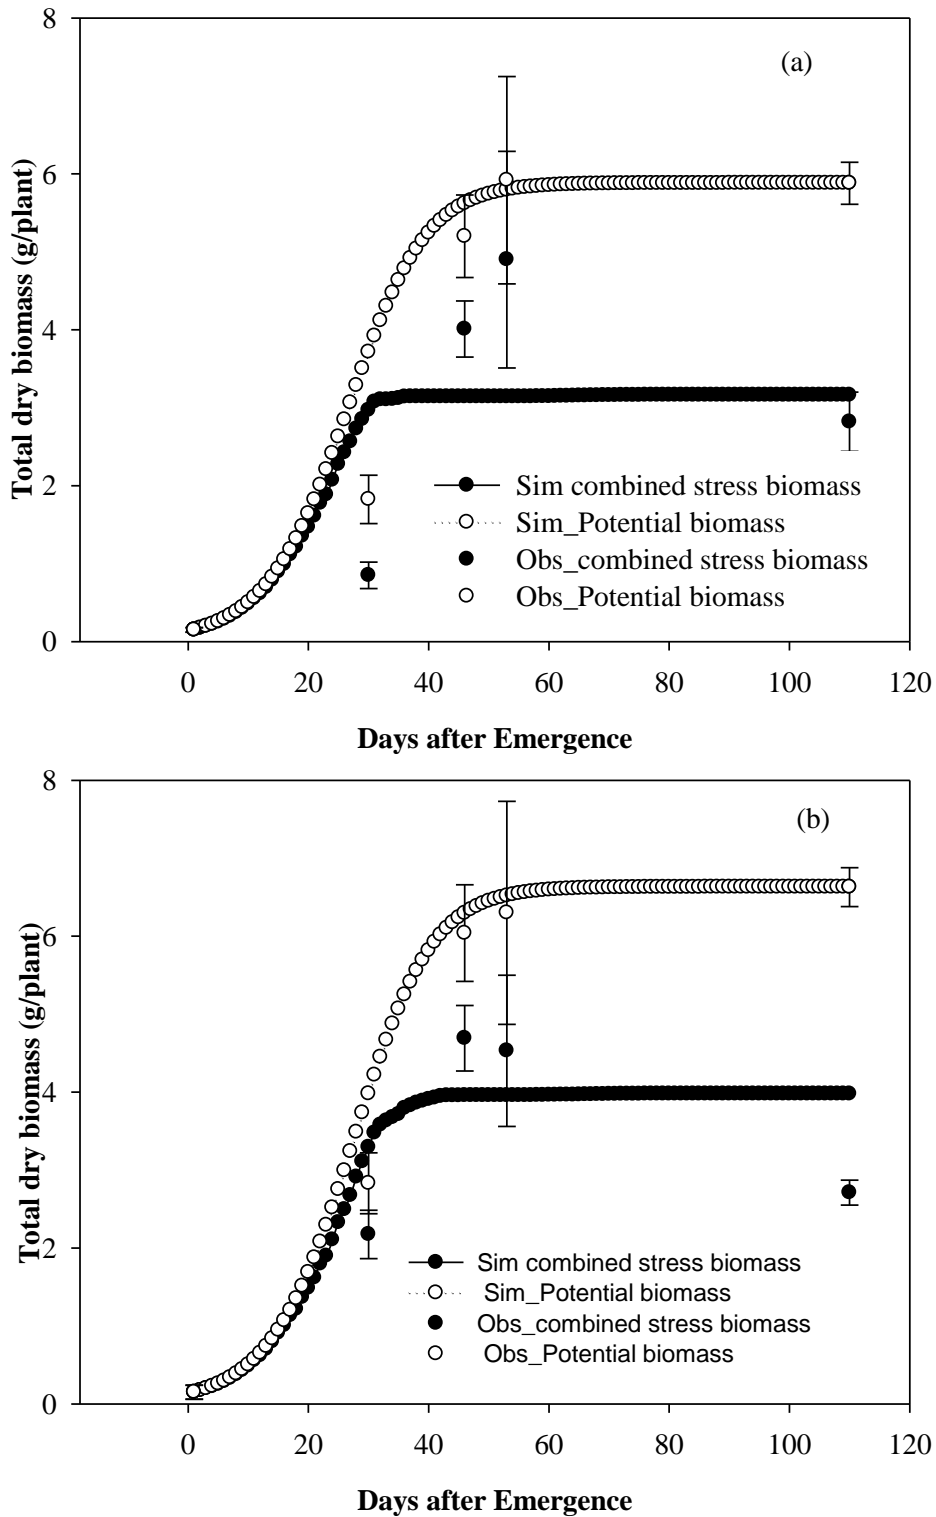 8
(a)
6
Total dry biomass (g/plant)
4
2
Sim combined stress biomass
Sim_Potential biomass
Obs_combined stress biomass
Obs_Potential biomass
0
0 20 40 60 80 100 120
Days after Emergence
8
(b)
6
Total dry biomass (g/plant)
4
2
Sim combined stress biomass
Sim_Potential biomass
Obs_combined stress biomass
Obs_Potential biomass
0
0 20 40 60 80 100 120
Days after Emergence